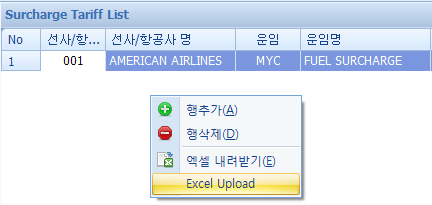 Surcharge Tariff List
No 선사/항... 선사/항공사 명 운임 운임명
1 001 AMERICAN AIRLINES MYC FUEL SURCHARGE
행추가(A)
행삭제(D)
엑셀 내려받기(E)
Excel Upload